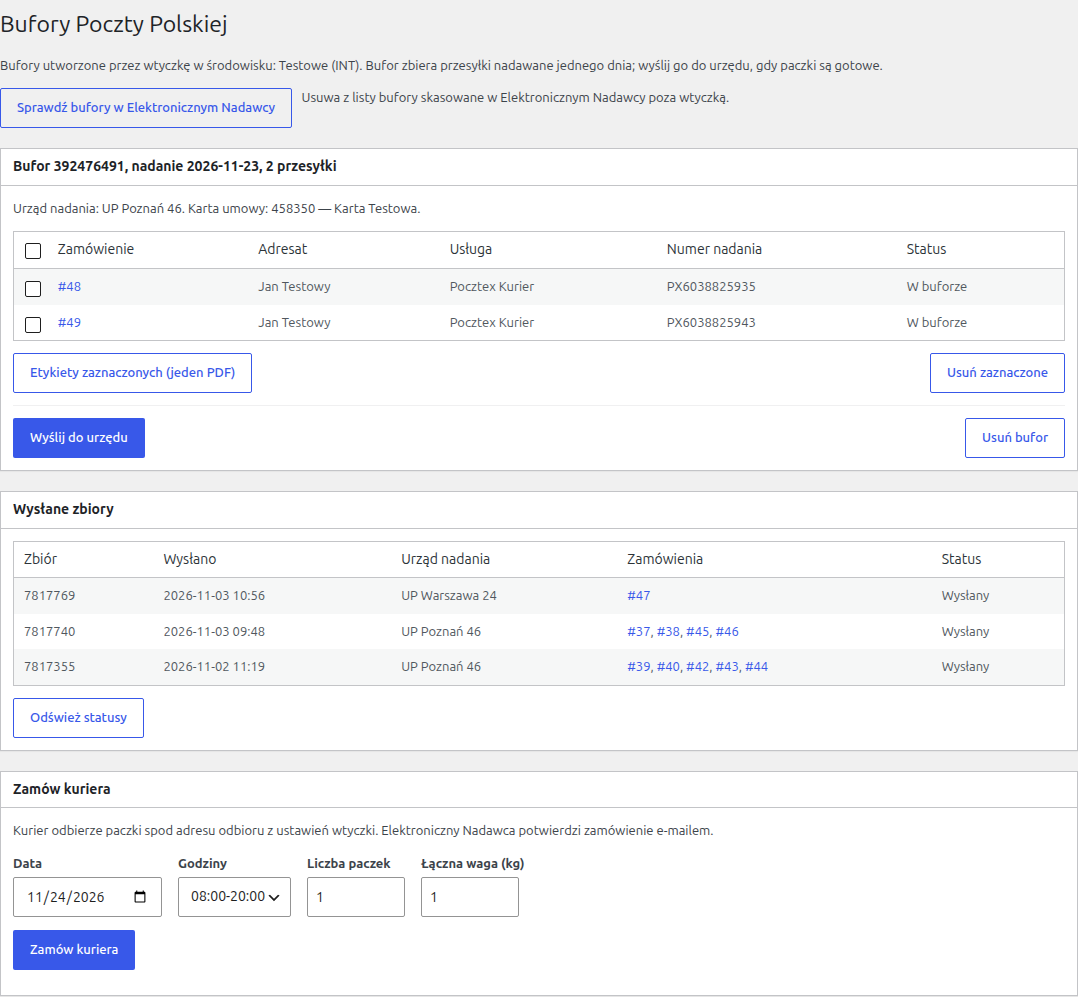 Bufory Poczty Polskiej
Bufory utworzone przez wtyczkę w środowisku: Testowe (INT). Bufor zbiera przesyłki nadawane jednego dnia; wyślij go do urzędu, gdy paczki są gotowe.
Sprawdź bufory w Elektronicznym Nadawcy Usuwa z listy bufory skasowane w Elektronicznym Nadawcy poza wtyczką.
Bufor 392476491, nadanie 2026-11-23, 2 przesyłki
Urząd nadania: UP Poznań 46. Karta umowy: 458350 — Karta Testowa.
Zamówienie Adresat Usługa Numer nadania Status
#48 Jan Testowy Pocztex Kurier PX6038825935 W buforze
#49 Jan Testowy Pocztex Kurier PX6038825943 W buforze
Etykiety zaznaczonych (jeden PDF) Usuń zaznaczone
Wyślij do urzędu Usuń bufor
Wysłane zbiory
Zbiór Wysłano Urząd nadania Zamówienia Status
7817769 2026-11-03 10:56 UP Warszawa 24 #47 Wysłany
7817740 2026-11-03 09:48 UP Poznań 46 #37, #38, #45, #46 Wysłany
7817355 2026-11-02 11:19 UP Poznań 46 #39, #40, #42, #43, #44 Wysłany
Odśwież statusy
Zamów kuriera
Kurier odbierze paczki spod adresu odbioru z ustawień wtyczki. Elektroniczny Nadawca potwierdzi zamówienie e-mailem.
Data Godziny Liczba paczek Łączna waga (kg)
11/24/2026 08:00-20:00 1 1
Zamów kuriera